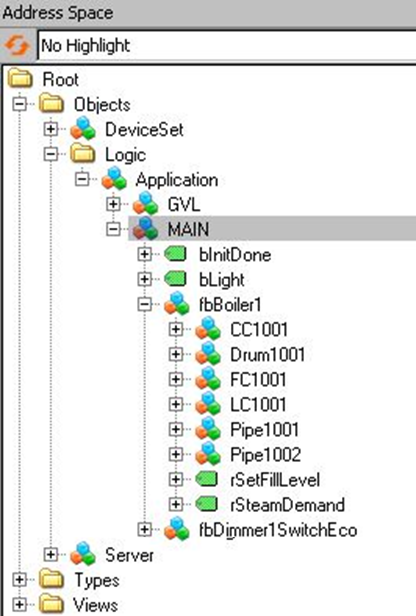 Address Space
No Highlight
Root
Objects
DeviceSet
Logic
Application
GVL
MAIN
bInitDone
bLight
fbBoiler1
CC1001
Drum1001
FC1001
LC1001
Pipe1001
Pipe1002
rSetFillLevel
rSteamDemand
fbDimmer1SwitchEco
Server
Types
Views